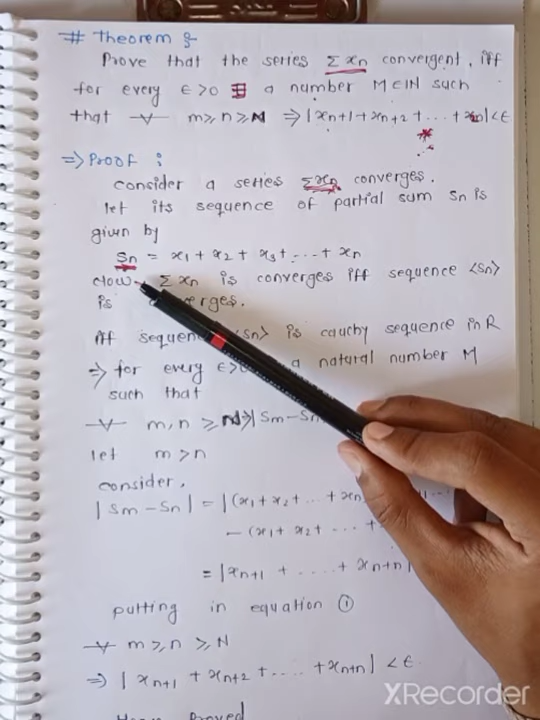 # Theorem :-
Prove that the series Σxn convergent, iff
for every ε>0 ∃ a number M∈IN such
that ∀ m≥n≥N ⇒ |xn+1+xn+2+...+xm|<ε
⇒ Proof :
consider a series Σxn converges.
let its sequence of partial sum Sn is
given by
Sn = x1+x2+x3+...+xn
Σxn is converges iff sequence <Sn>
is
iff <Sn> is cauchy sequence in R
⇒ for every a natural number M
such that
∀ m,n ≥ N ⇒ |Sm-Sn
let m>n
consider,
|Sm-Sn| = |(x1+x2+...+xn
-(x1+x2+...+
= |xn+1 + .... + xn+n|
putting in equation ①
∀ m≥n≥N
⇒ |xn+1 + xn+2 +.... +xn+n| <ε.
Proved
XRecorder